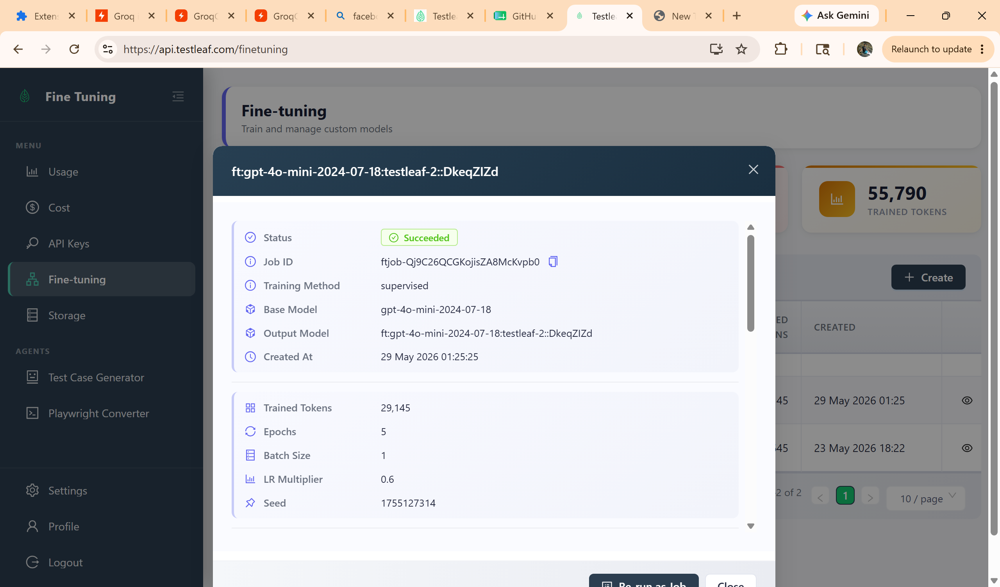 Exten
Groq
GroqC
GroqC
faceb
Testle
GitHu
Testle
New T
Ask Gemini
https://api.testleaf.com/finetuning
Relaunch to update
Fine Tuning
MENU
Usage
Cost
API Keys
Fine-tuning
Storage
AGENTS
Test Case Generator
Playwright Converter
Settings
Profile
Logout
Fine-tuning
Train and manage custom models
55,790
TRAINED TOKENS
Create
ED
NS
CREATED
45
29 May 2026 01:25
645
23 May 2026 18:22
2 of 2
1
10 / page
ft:gpt-4o-mini-2024-07-18:testleaf-2::DkeqZIZd
Status
Succeeded
Job ID
ftjob-Qj9C26QCGKojisZA8McKvpb0
Training Method
supervised
Base Model
gpt-4o-mini-2024-07-18
Output Model
ft:gpt-4o-mini-2024-07-18:testleaf-2::DkeqZIZd
Created At
29 May 2026 01:25:25
Trained Tokens
29,145
Epochs
5
Batch Size
1
LR Multiplier
0.6
Seed
1755127314
Re-run as Job
Close